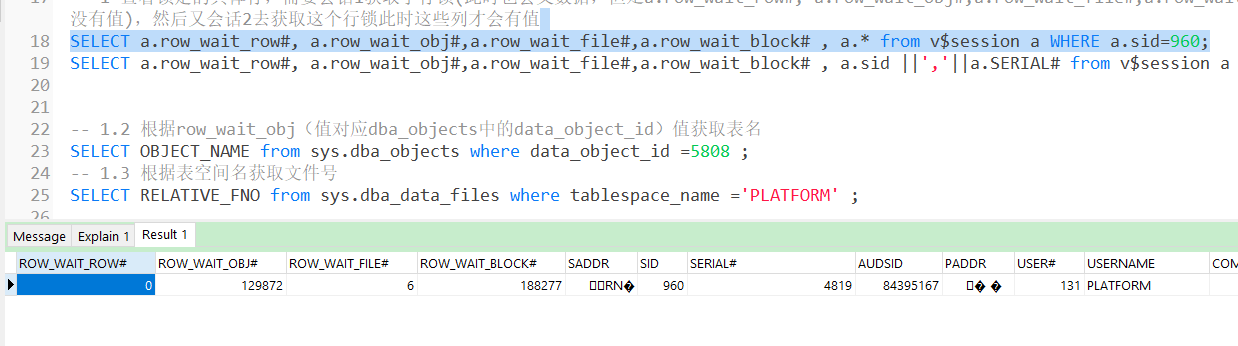 没有值)，然后又会话2去获取这个行锁此时这些列才会有值
18 SELECT a.row_wait_row#, a.row_wait_obj#,a.row_wait_file#,a.row_wait_block# , a.* from v$session a WHERE a.sid=960;
19 SELECT a.row_wait_row#, a.row_wait_obj#,a.row_wait_file#,a.row_wait_block# , a.sid ||','||a.SERIAL# from v$session a
20
21
22 -- 1.2 根据row_wait_obj（值对应dba_objects中的data_object_id）值获取表名
23 SELECT OBJECT_NAME from sys.dba_objects where data_object_id =5808 ;
24 -- 1.3 根据表空间名获取文件号
25 SELECT RELATIVE_FNO from sys.dba_data_files where tablespace_name ='PLATFORM' ;
26
Message Explain 1 Result 1
ROW_WAIT_ROW# ROW_WAIT_OBJ# ROW_WAIT_FILE# ROW_WAIT_BLOCK# SADDR SID SERIAL# AUDSID PADDR USER# USERNAME COM
0 129872 6 188277 RN 960 4819 84395167 131 PLATFORM